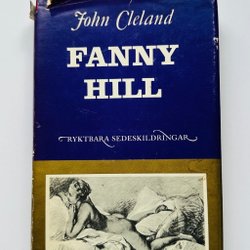 John Cleland
FANNY
HILL
RYKTBARA SEDESKILDRINGAR